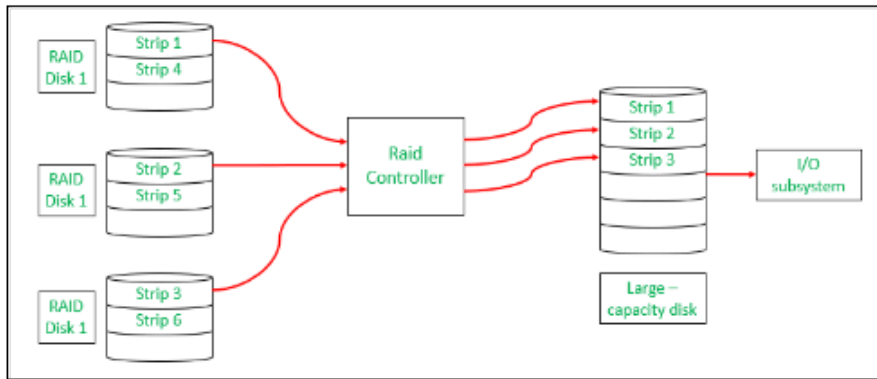 RAID
Disk 1
Strip 1
Strip 4
RAID
Disk 1
Strip 2
Strip 5
RAID
Disk 1
Strip 3
Strip 6
Raid
Controller
Strip 1
Strip 2
Strip 3
Large –
capacity disk
I/O
subsystem